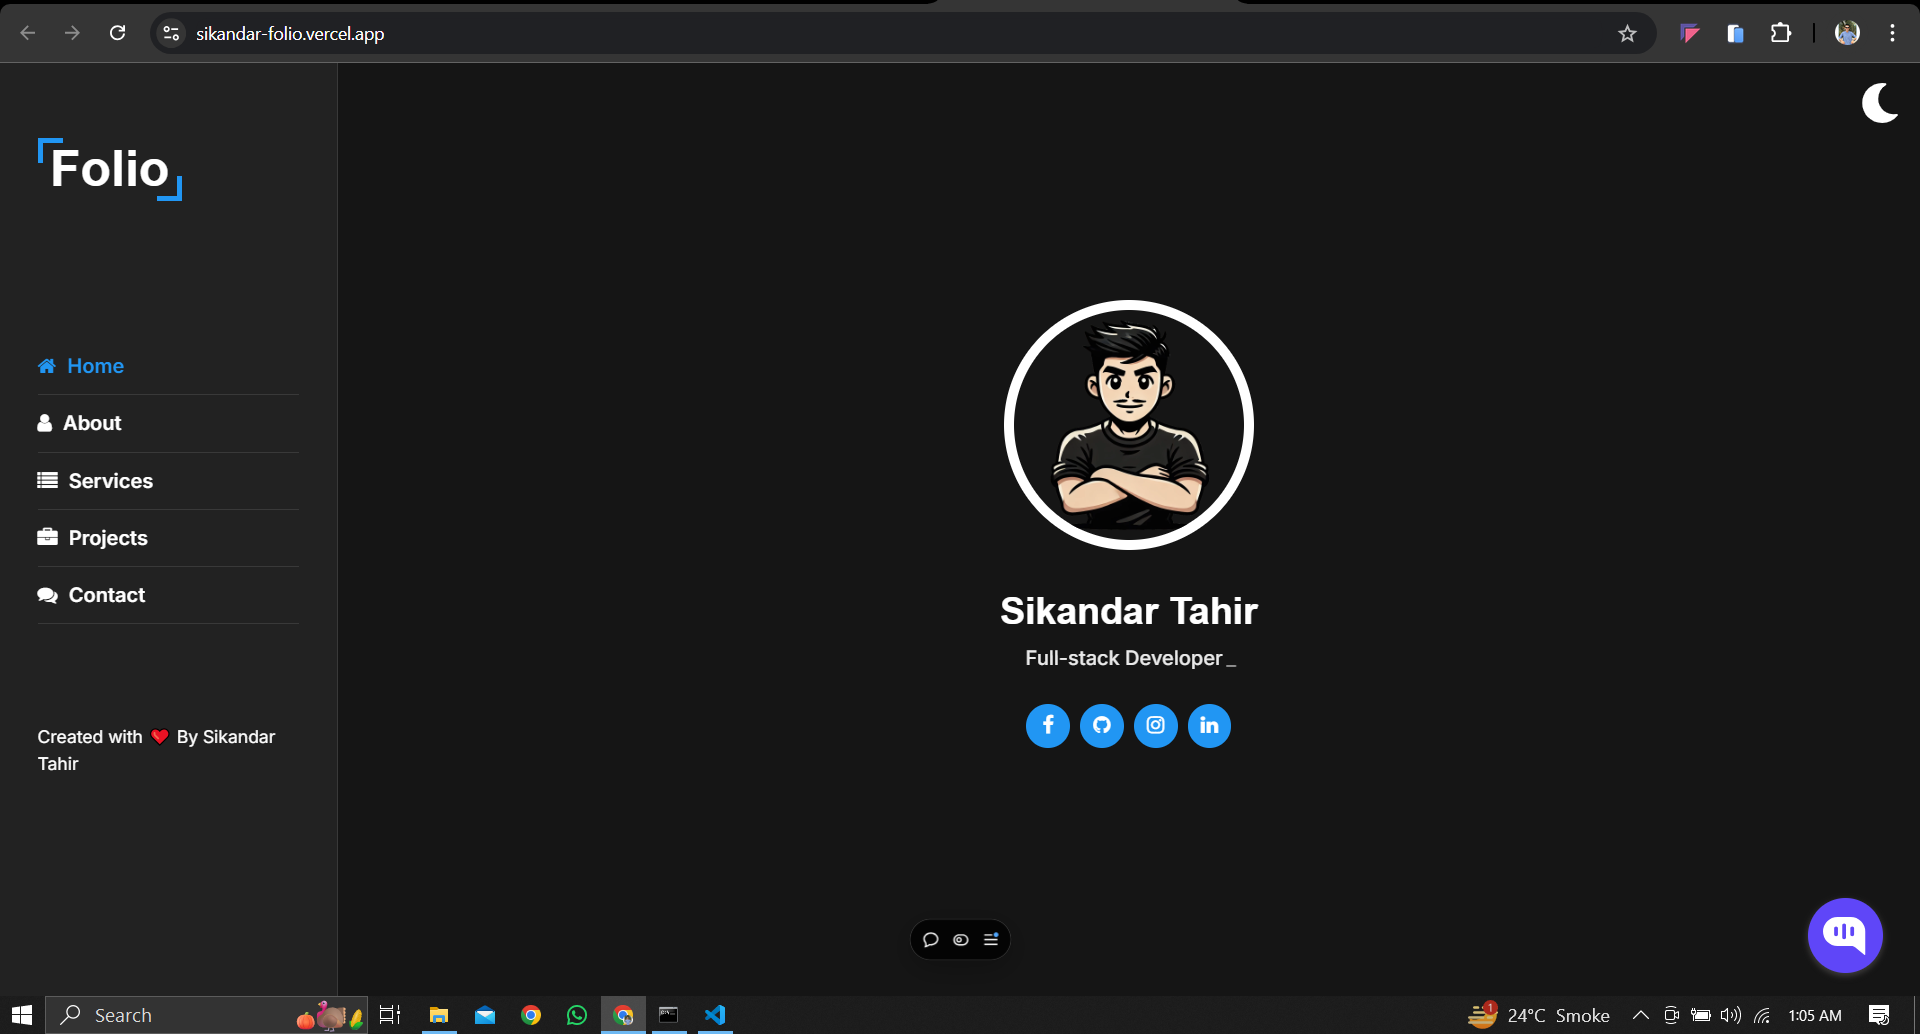 sikandar-folio.vercel.app
Folio
Home
About
Services
Projects
Contact
Created with ❤️ By Sikandar
Tahir
Sikandar Tahir
Full-stack Developer _
Search
1
24°C Smoke
1:05 AM